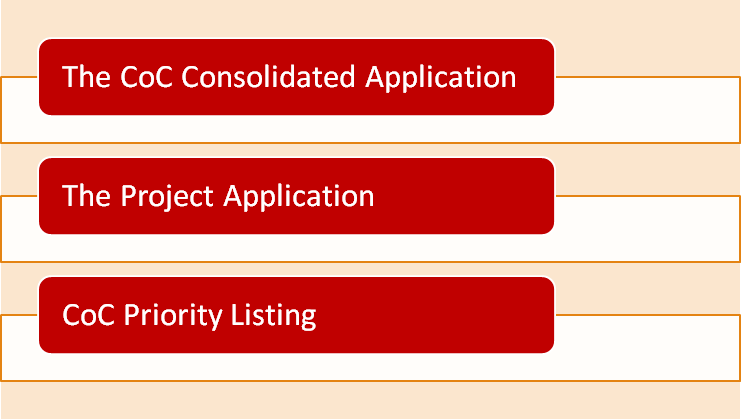 The CoC Consolidated Application
The Project Application
CoC Priority Listing